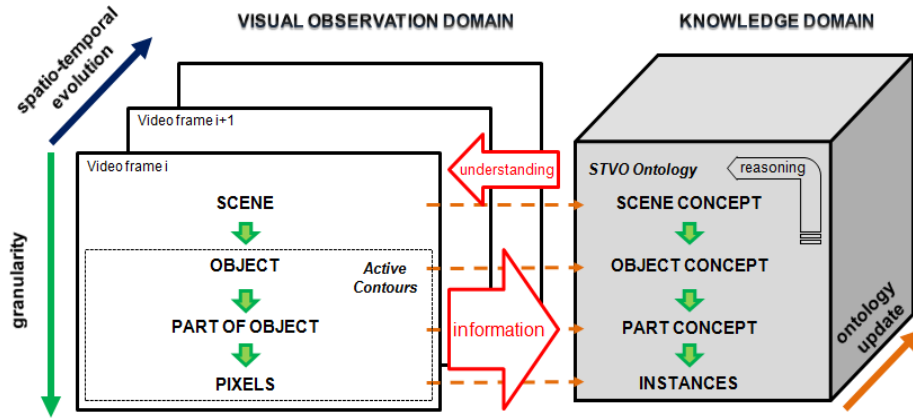 VISUAL OBSERVATION DOMAIN
KNOWLEDGE DOMAIN
spatio-temporal
evolution
granularity
Video frame i+1
Video frame i
understanding
STVO Ontology
reasoning
SCENE
SCENE CONCEPT
OBJECT
Active
Contours
OBJECT CONCEPT
PART OF OBJECT
information
PART CONCEPT
PIXELS
INSTANCES
ontology
update